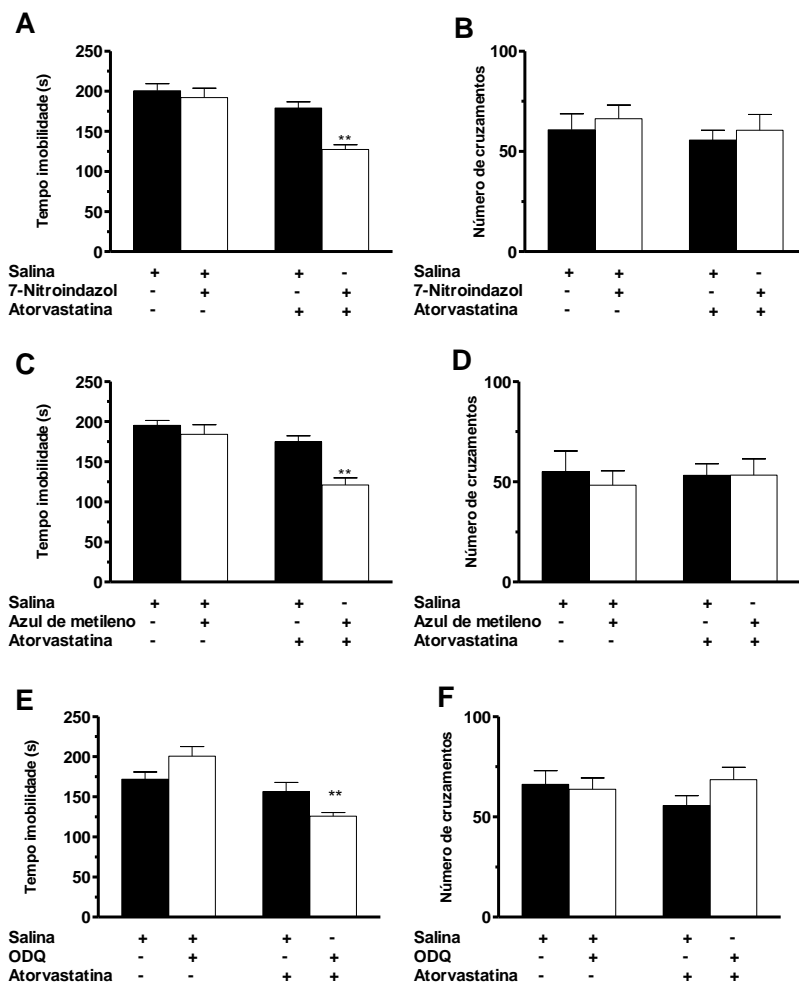 A
Tempo imobilidade (s)
250
200
150
100
50
0
**
Salina + + + -
7-Nitroindazol - + - +
Atorvastatina - - + +
B
Número de cruzamentos
100
50
0
Salina + + + -
7-Nitroindazol - + - +
Atorvastatina - - + +
C
Tempo imobilidade (s)
250
200
150
100
50
0
**
Salina + + + -
Azul de metileno - + - +
Atorvastatina - - + +
D
Número de cruzamentos
100
50
0
Salina + + + -
Azul de metileno - + - +
Atorvastatina - - + +
E
Tempo imobilidade (s)
250
200
150
100
50
0
**
Salina + + + -
ODQ - + - +
Atorvastatina - - + +
F
Número de cruzamentos
100
50
0
Salina + + + -
ODQ - + - +
Atorvastatina - - + +